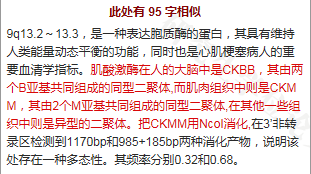 此处有 95 字相似
9q13.2～13.3，是一种表达胞质酶的蛋白，其具有维持
人类能量动态平衡的功能，同时也是心肌梗塞病人的重
要血清学指标。肌酸激酶在人的大脑中是CKBB，其由两
个B亚基共同组成的同型二聚体,而肌肉组织中则是CKM
M，其由2个M亚基共同组成的同型二聚体,在其他一些组
织中则是异型的二聚体。把CKMM用NcoI消化,在3'非转
录区检测到1170bp和985+185bp两种消化产物，说明该
处存在一种多态性。其频率分别0.32和0.68。